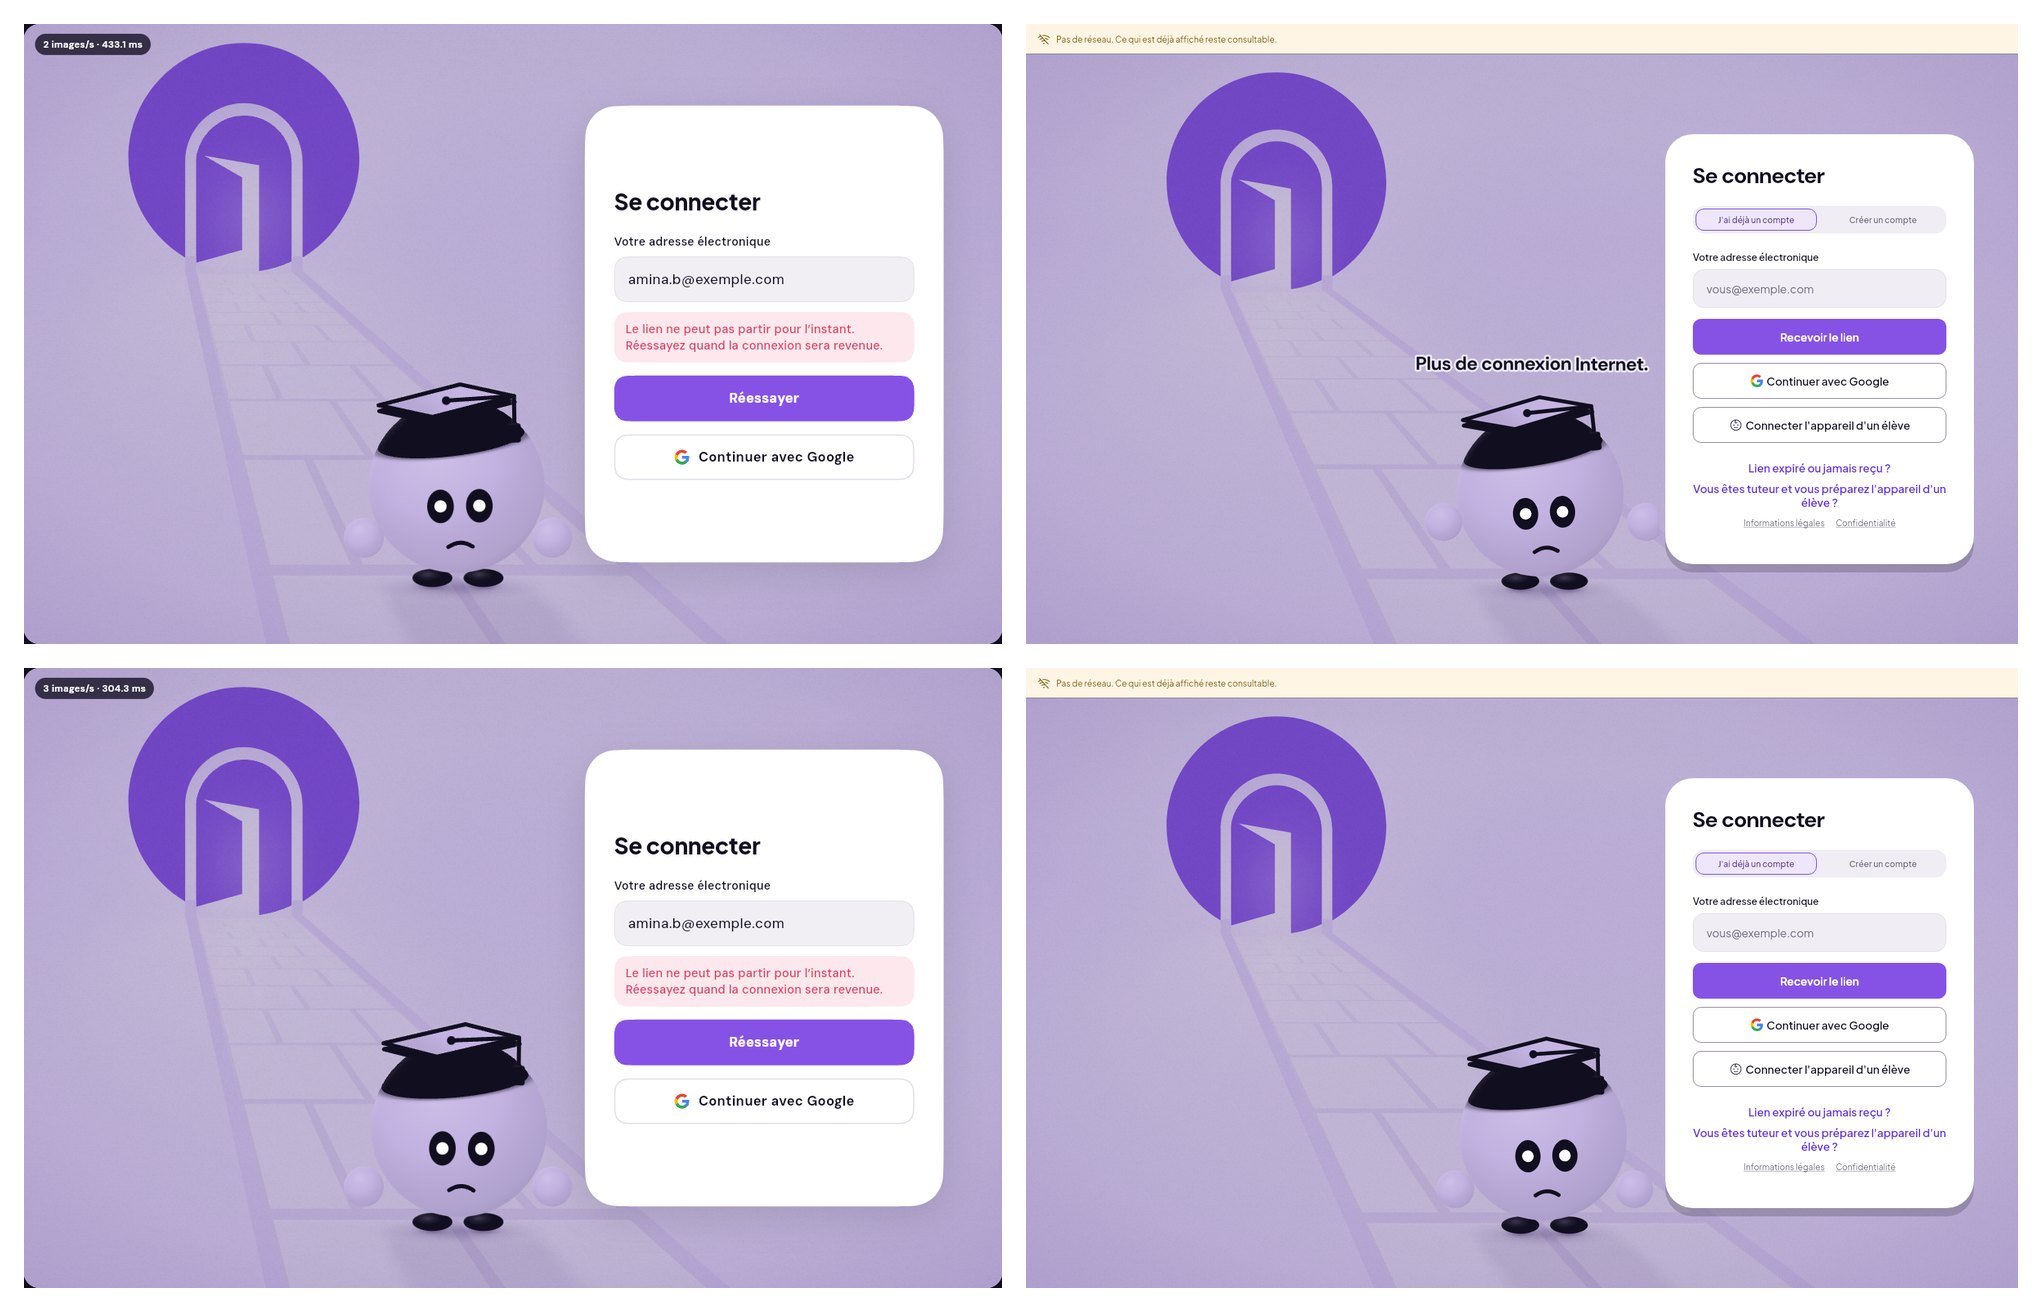 2 images/s · 433.1 ms
Se connecter
Votre adresse électronique
amina.b@exemple.com
Le lien ne peut pas partir pour l'instant.
Réessayez quand la connexion sera revenue.
Réessayer
Continuer avec Google
Pas de réseau. Ce qui est déjà affiché reste consultable.
Plus de connexion Internet.
Se connecter
J'ai déjà un compte
Créer un compte
Votre adresse électronique
vous@exemple.com
Recevoir le lien
Continuer avec Google
Connecter l'appareil d'un élève
Lien expiré ou jamais reçu ?
Vous êtes tuteur et vous préparez l'appareil d'un
élève ?
Informations légales Confidentialité
3 images/s · 304.3 ms
Se connecter
Votre adresse électronique
amina.b@exemple.com
Le lien ne peut pas partir pour l'instant.
Réessayez quand la connexion sera revenue.
Réessayer
Continuer avec Google
Pas de réseau. Ce qui est déjà affiché reste consultable.
Se connecter
J'ai déjà un compte
Créer un compte
Votre adresse électronique
vous@exemple.com
Recevoir le lien
Continuer avec Google
Connecter l'appareil d'un élève
Lien expiré ou jamais reçu ?
Vous êtes tuteur et vous préparez l'appareil d'un
élève ?
Informations légales Confidentialité